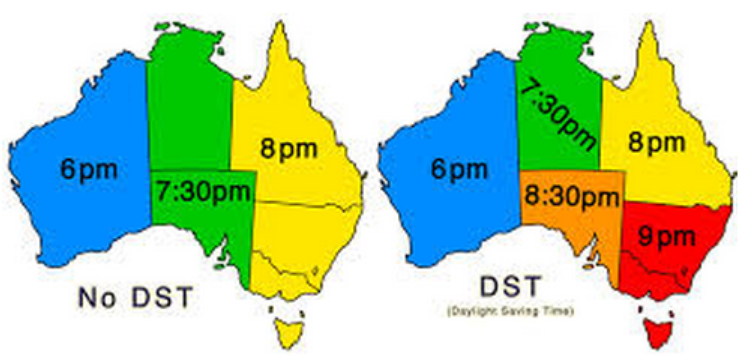 6pm
7:30pm
8pm
No DST
6pm
7:30pm
8pm
8:30pm
9pm
DST
(Daylight Saving Time)